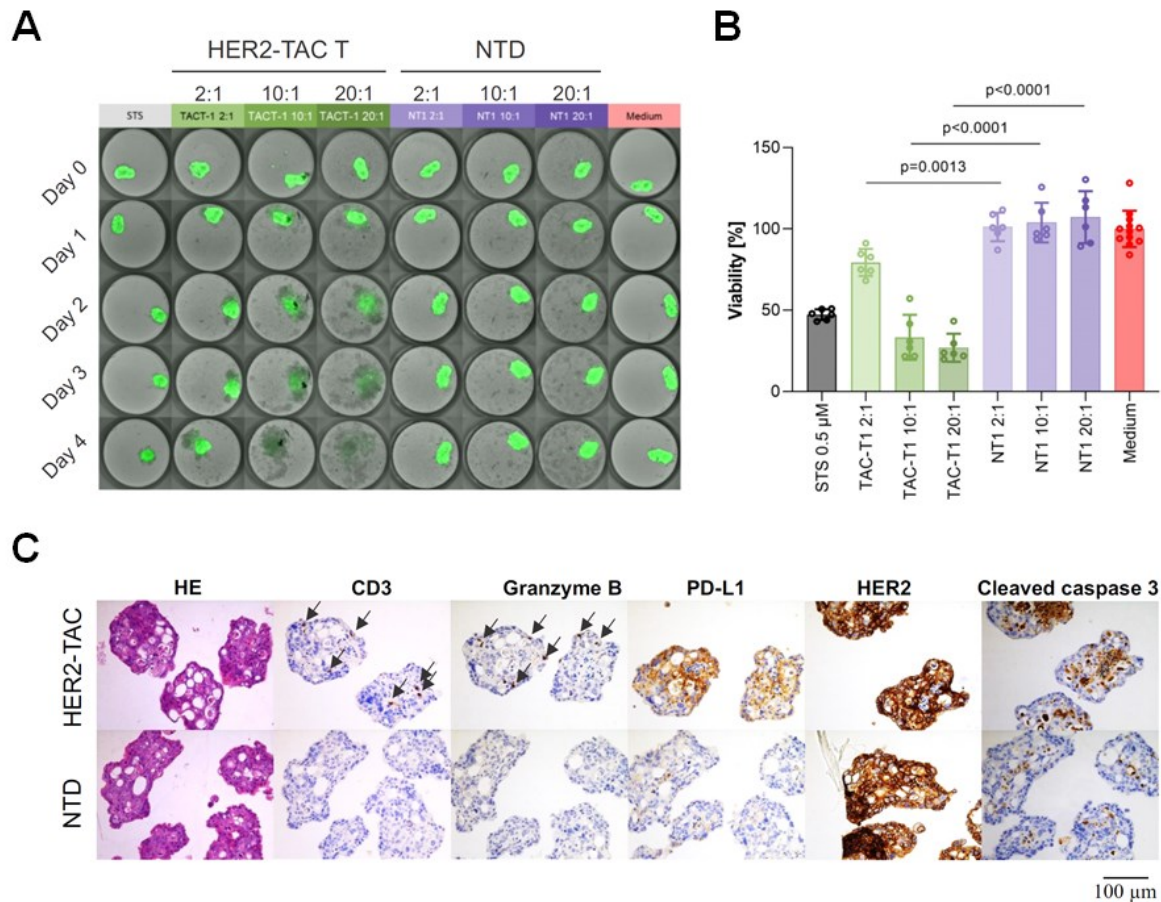 A
HER2-TAC T NTD
2:1 10:1 20:1 2:1 10:1 20:1
STS TACT-1 2:1 TACT-1 10:1 TACT-1 20:1 NT1 2:1 NT1 10:1 NT1 20:1 Medium
Day 0
Day 1
Day 2
Day 3
Day 4
B
p<0.0001
p<0.0001
p=0.0013
Viability [%]
150
100
50
0
STS 0.5 µM
TAC-T1 2:1
TAC-T1 10:1
TAC-T1 20:1
NT1 2:1
NT1 10:1
NT1 20:1
Medium
C
HE CD3 Granzyme B PD-L1 HER2 Cleaved caspase 3
HER2-TAC
NTD
100 µm